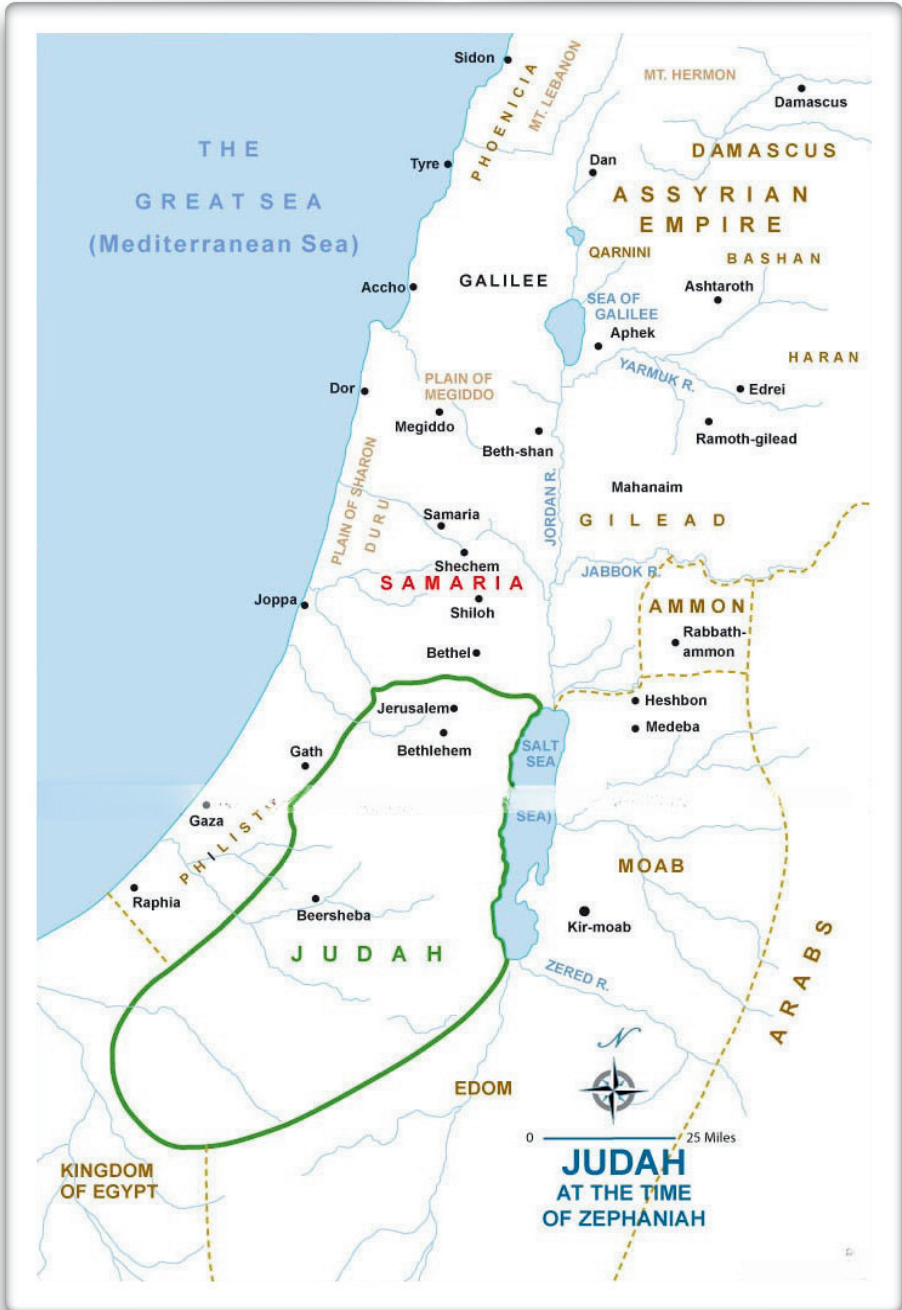 Sidon
PHOENICIA
MT. LEBANON
MT. HERMON
Damascus
THE
GREAT SEA
(Mediterranean Sea)
Tyre
Dan
DAMASCUS
ASSYRIAN
EMPIRE
QARNINI
BASHAN
Accho
GALILEE
SEA OF
GALILEE
Ashtaroth
Aphek
HARAN
YARMUK R.
Dor
PLAIN OF
MEGIDDO
Edrei
Megiddo
Beth-shan
Ramoth-gilead
PLAIN OF SHARON
DURU
JORDAN R.
Mahanaim
GILEAD
Samaria
Shechem
SAMARIA
JABBOK R.
Joppa
Shiloh
AMMON
Rabbath-
ammon
Bethel
Heshbon
Jerusalem
Medeba
Bethlehem
SALT
SEA
Gath
SEA)
Gaza
MOAB
Raphia
Beersheba
Kir-moab
JUDAH
ZERED R.
ARABS
N
EDOM
0 25 Miles
KINGDOM
OF EGYPT
JUDAH
AT THE TIME
OF ZEPHANIAH